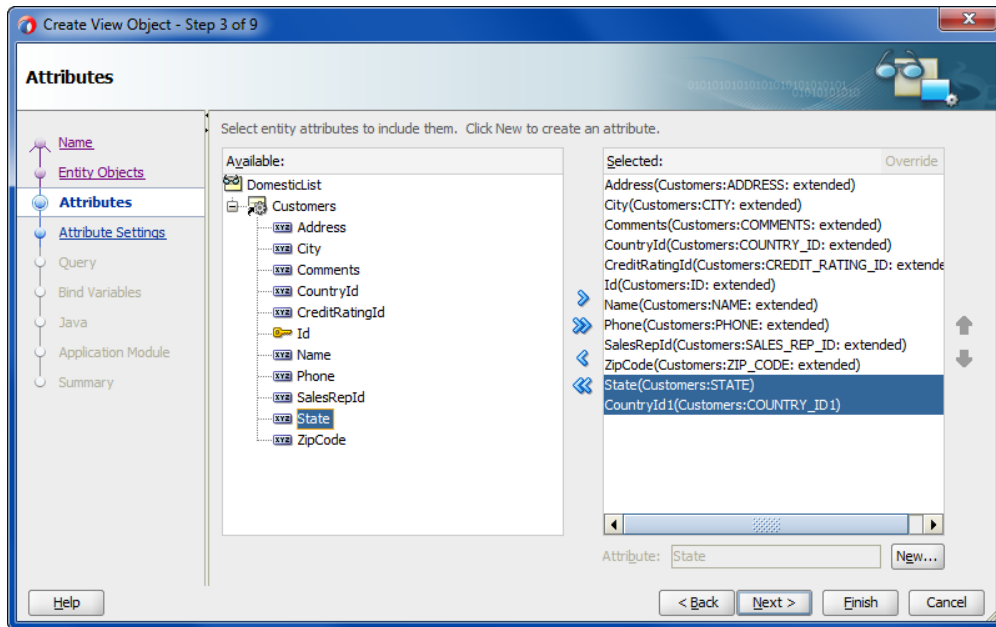 Create View Object - Step 3 of 9
Attributes
Name
Entity Objects
Attributes
Attribute Settings
Query
Bind Variables
Java
Application Module
Summary
Select entity attributes to include them. Click New to create an attribute.
Available:
DomesticList
Customers
Address
City
Comments
CountryId
CreditRatingId
Id
Name
Phone
SalesRepId
State
ZipCode
Selected:
Override
Address(Customers:ADDRESS: extended)
City(Customers:CITY: extended)
Comments(Customers:COMMENTS: extended)
CountryId(Customers:COUNTRY_ID: extended)
CreditRatingId(Customers:CREDIT_RATING_ID: extende
Id(Customers:ID: extended)
Name(Customers:NAME: extended)
Phone(Customers:PHONE: extended)
SalesRepId(Customers:SALES_REP_ID: extended)
ZipCode(Customers:ZIP_CODE: extended)
State(Customers:STATE)
CountryId1(Customers:COUNTRY_ID1)
Attribute: State
New...
Help
< Back
Next >
Finish
Cancel